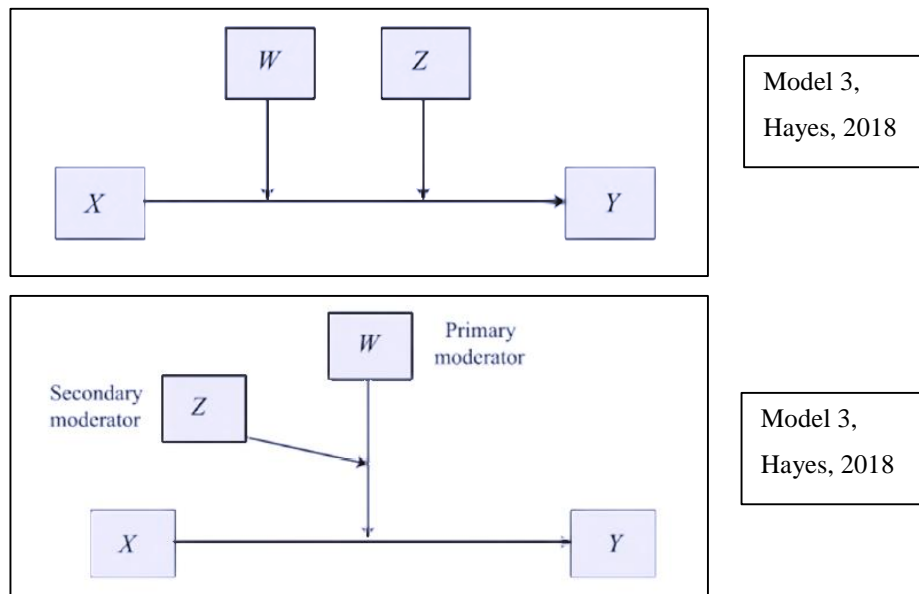 W
Z
X
Y
Model 3,
Hayes, 2018
W
Primary
moderator
Secondary
moderator
Z
X
Y
Model 3,
Hayes, 2018